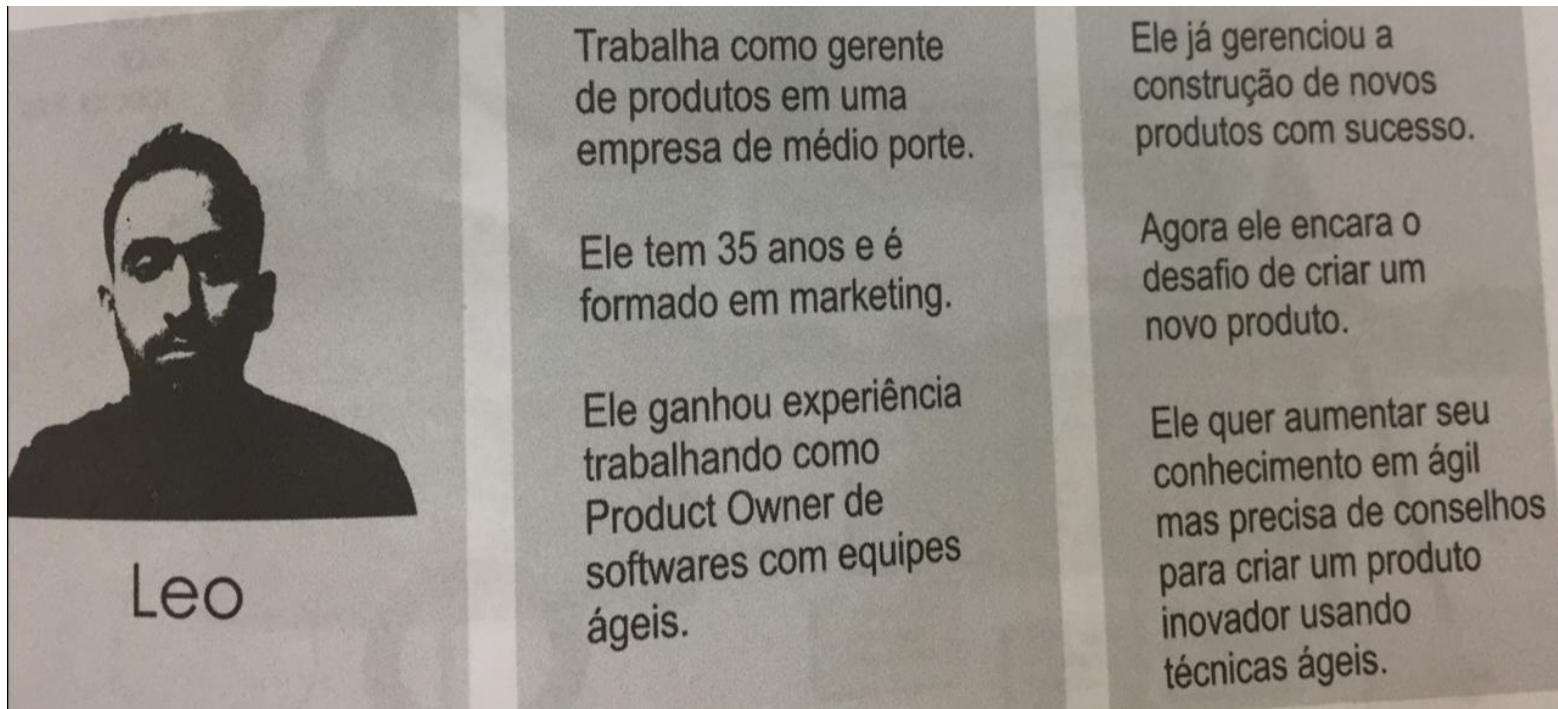 Leo
Trabalha como gerente
de produtos em uma
empresa de médio porte.
Ele tem 35 anos e é
formado em marketing.
Ele ganhou experiência
trabalhando como
Product Owner de
softwares com equipes
ágeis.
Ele já gerenciou a
construção de novos
produtos com sucesso.
Agora ele encara o
desafio de criar um
novo produto.
Ele quer aumentar seu
conhecimento em ágil
mas precisa de conselhos
para criar um produto
inovador usando
técnicas ágeis.